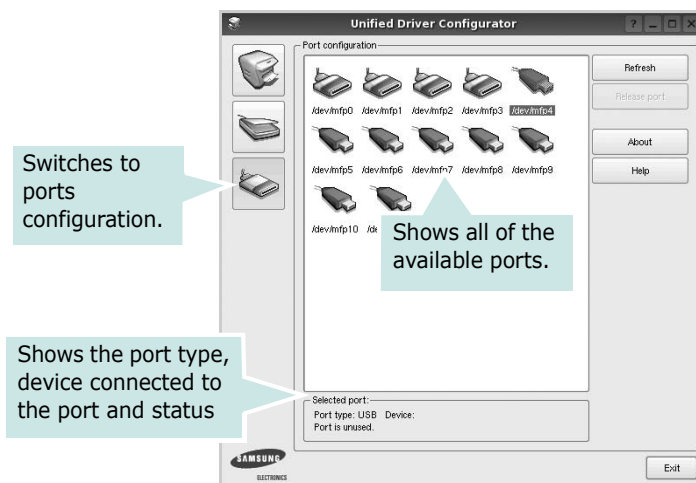 Unified Driver Configurator
Port configuration
/dev/mfp0 /dev/mfp1 /dev/mfp2 /dev/mfp3 /dev/mfp4
/dev/mfp5 /dev/mfp6 /dev/mfp7 /dev/mfp8 /dev/mfp9
/dev/mfp10
Refresh
Release port
About
Help
Switches to
ports
configuration.
Shows all of the
available ports.
Shows the port type,
device connected to
the port and status
Selected port:
Port type: USB Device:
Port is unused.
SAMSUNG
ELECTRONICS
Exit